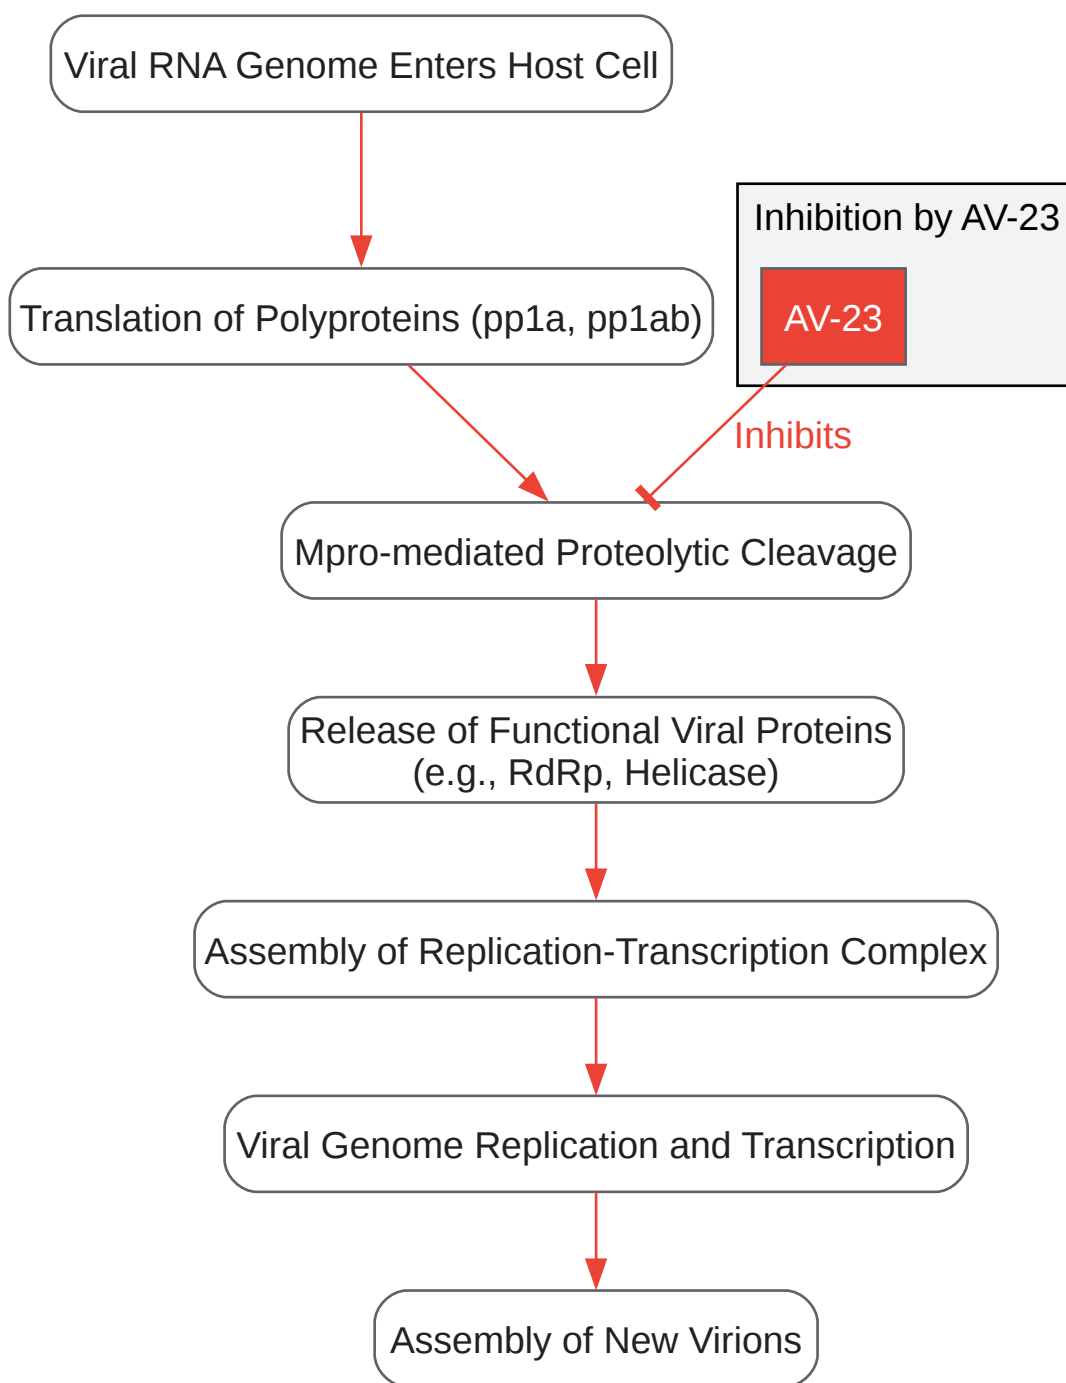 Viral RNA Genome Enters Host Cell
Inhibition by AV-23
Translation of Polyproteins (pp1a, pp1ab)
AV-23
Inhibits
Mpro-mediated Proteolytic Cleavage
Release of Functional Viral Proteins
(e.g., RdRp, Helicase)
Assembly of Replication-Transcription Complex
Viral Genome Replication and Transcription
Assembly of New Virions